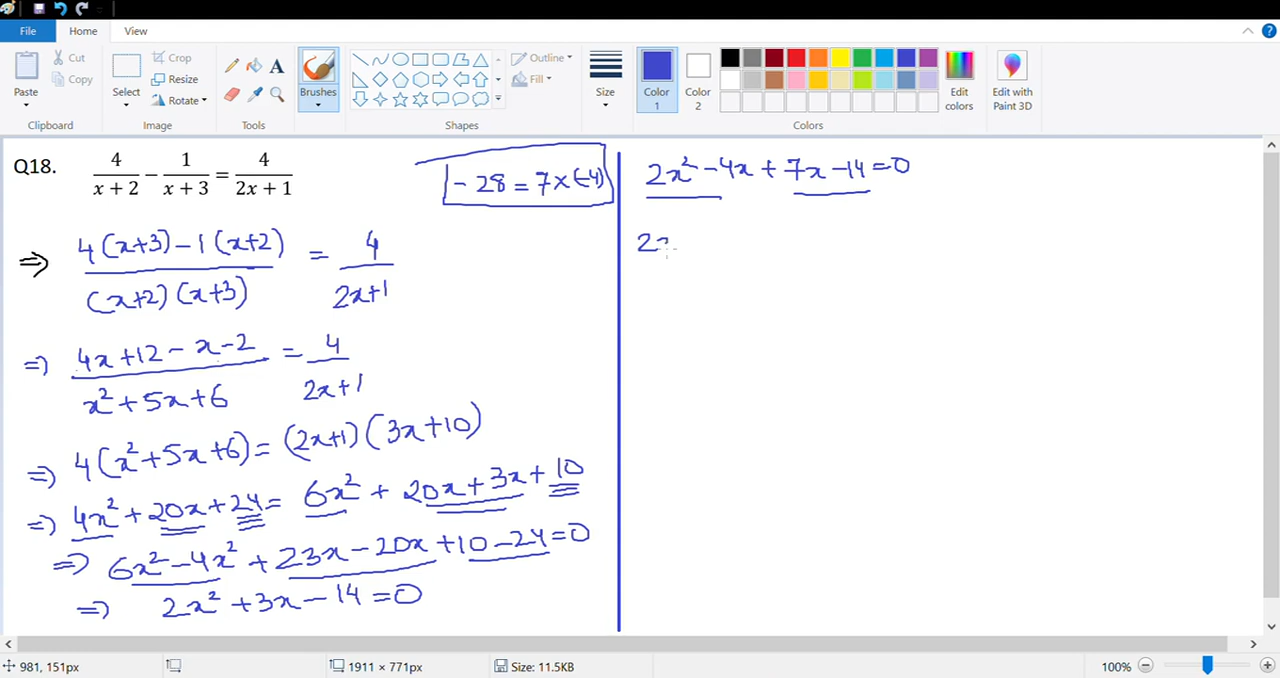 File Home View
Paste Cut Copy Clipboard
Select Crop Resize Rotate Image
A Tools
Brushes
Outline Fill Shapes
Size
Color 1 Color 2 Edit colors Colors
Edit with Paint 3D
Q18. 4/(x + 2) − 1/(x + 3) = 4/(2x + 1)
-28 = 7×(-4)
⇒ (4(x+3) - 1(x+2))/((x+2)(x+3)) = 4/(2x+1)
⇒ (4x+12-x-2)/(x²+5x+6) = 4/(2x+1)
⇒ 4(x²+5x+6) = (2x+1)(3x+10)
⇒ 4x²+20x+24 = 6x²+20x+3x+10
⇒ 6x²-4x²+23x-20x+10-24=0
⇒ 2x²+3x-14=0
2x²-4x+7x-14=0
981, 151px 1911 × 771px Size: 11.5KB 100%